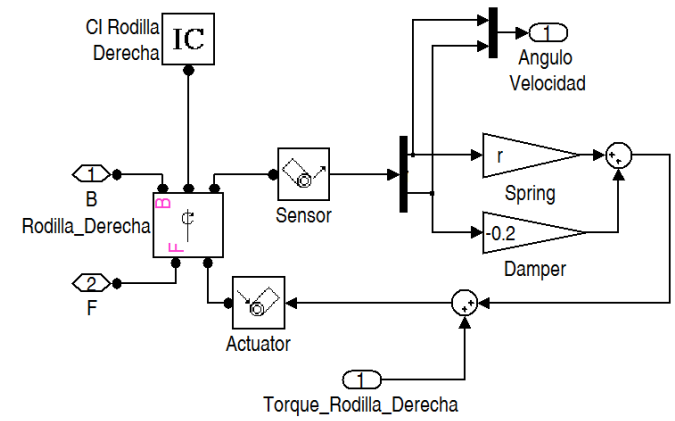 CI Rodilla
Derecha
IC
1
Angulo
Velocidad
1
B
Rodilla_Derecha
B
F
Sensor
r
Spring
-0.2
Damper
2
F
Actuator
1
Torque_Rodilla_Derecha